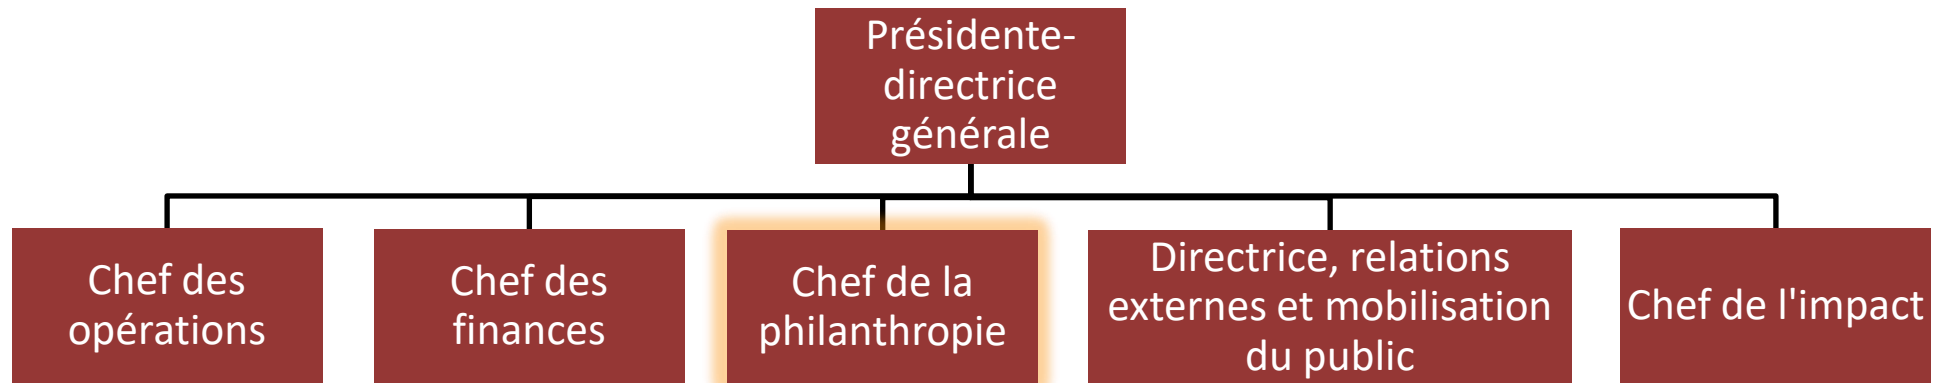 Présidente-
directrice
générale
Chef des
opérations
Chef des
finances
Chef de la
philanthropie
Directrice, relations
externes et mobilisation
du public
Chef de l'impact